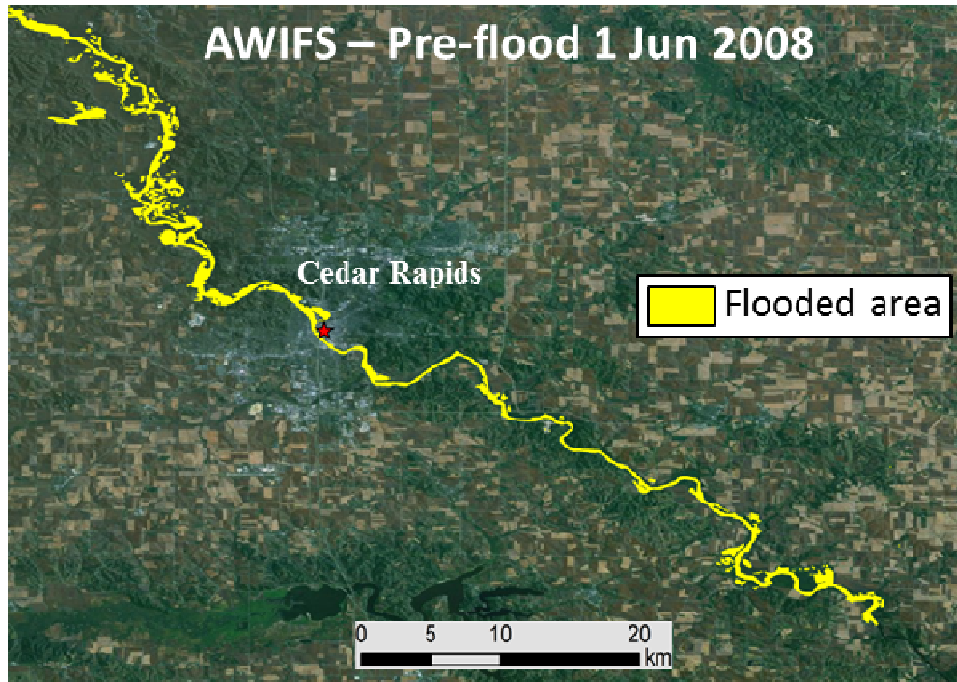 AWIFS – Pre-flood 1 Jun 2008
Cedar Rapids
Flooded area
0 5 10 20
km